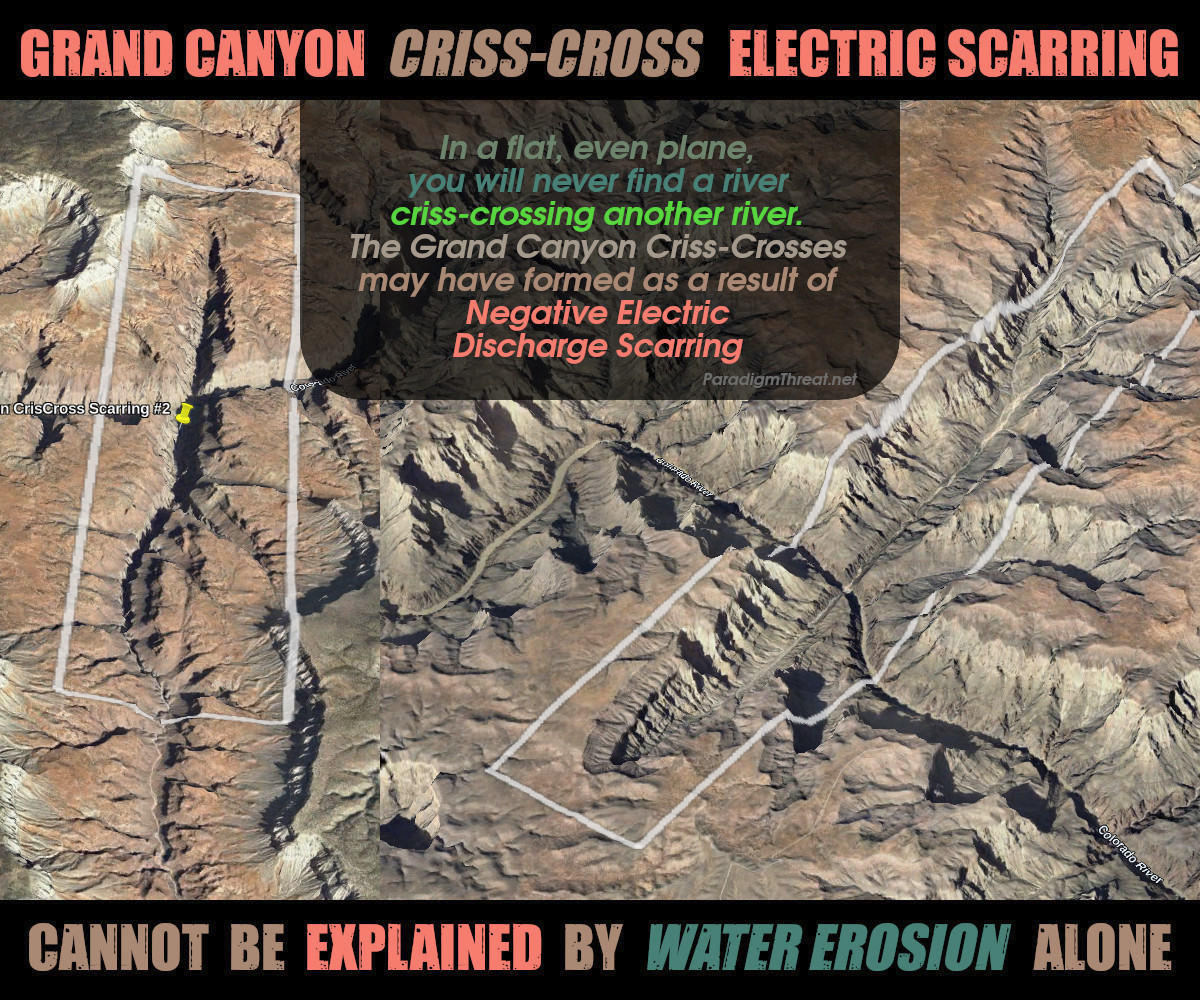 GRAND CANYON CRISS-CROSS ELECTRIC SCARRING
In a flat, even plane,
you will never find a river
criss-crossing another river.
The Grand Canyon Criss-Crosses
may have formed as a result of
Negative Electric
Discharge Scarring
ParadigmThreat.net
Colorado River
n CrisCross Scarring #2
Colorado River
Colorado River
CANNOT BE EXPLAINED BY WATER EROSION ALONE